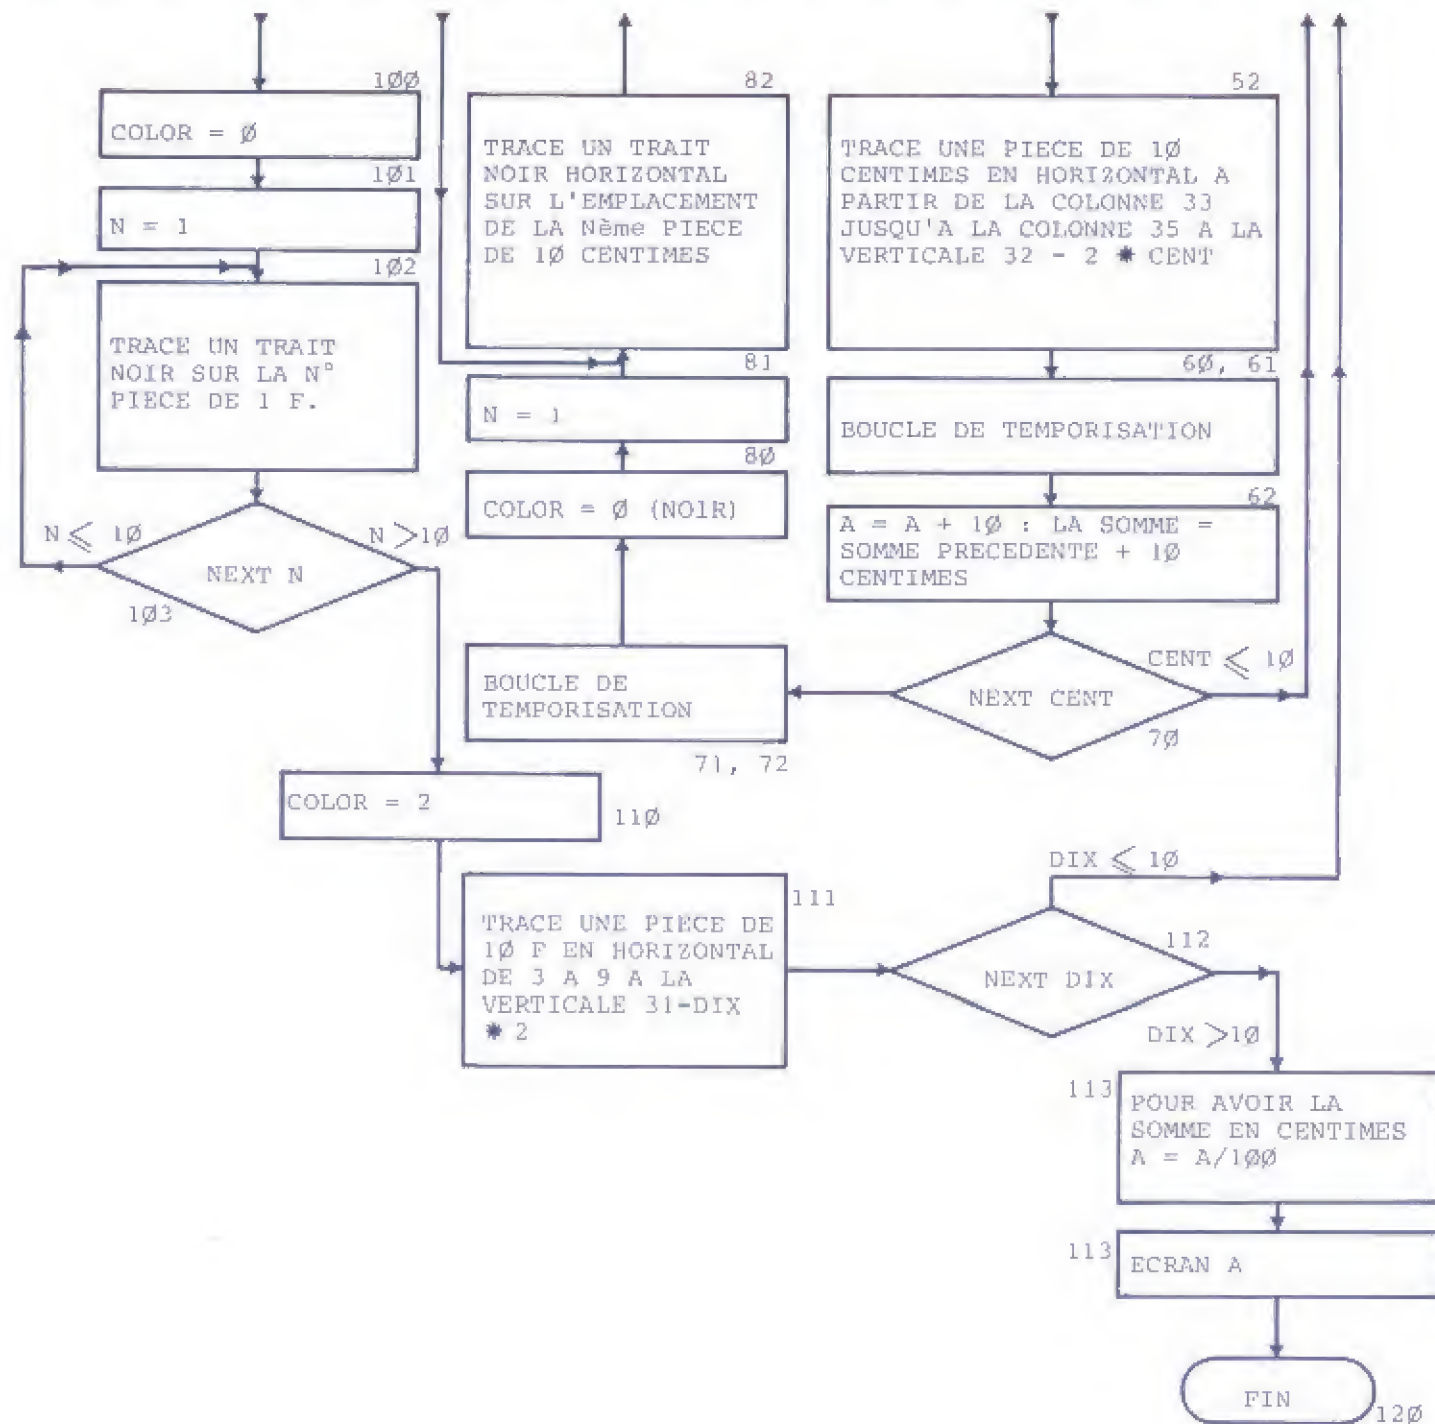 100
COLOR = Ø
1Ø1
N = 1
1Ø2
TRACE UN TRAIT
NOIR SUR LA N°
PIECE DE 1 F.
N ≤ 1Ø
N >1Ø
NEXT N
1Ø3
82
TRACE UN TRAIT
NOIR HORIZONTAL
SUR L'EMPLACEMENT
DE LA Nème PIECE
DE 1Ø CENTIMES
81
N = 1
8Ø
COLOR = Ø (NOIR)
BOUCLE DE
TEMPORISATION
71, 72
52
TRACE UNE PIECE DE 1Ø
CENTIMES EN HORIZONTAL A
PARTIR DE LA COLONNE 33
JUSQU'A LA COLONNE 35 A LA
VERTICALE 32 - 2 * CENT
6Ø, 61
BOUCLE DE TEMPORISATION
62
A = A + 1Ø : LA SOMME =
SOMME PRECEDENTE + 1Ø
CENTIMES
CENT ≤ 1Ø
NEXT CENT
7Ø
COLOR = 2
11Ø
TRACE UNE PIECE DE
1Ø F EN HORIZONTAL
DE 3 A 9 A LA
VERTICALE 31-DIX
* 2
111
DIX ≤ 1Ø
112
NEXT DIX
DIX >1Ø
113
POUR AVOIR LA
SOMME EN CENTIMES
A = A/1ØØ
113
ECRAN A
FIN
12Ø